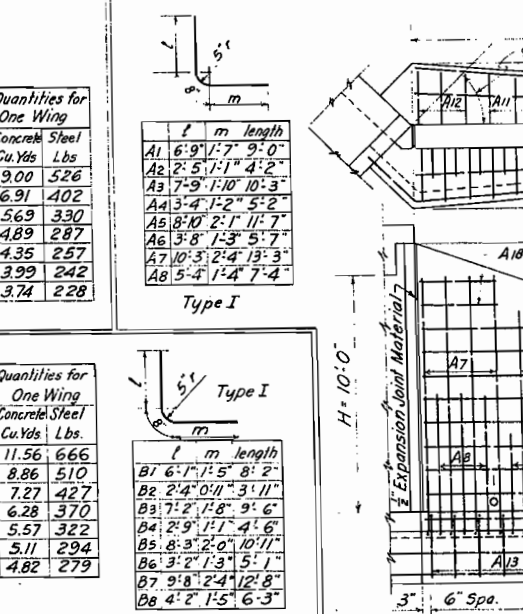 Quantities for
One Wing
Concrete Steel
Cu.Yds Lbs
9.00 526
6.91 402
5.69 330
4.89 287
4.35 257
3.99 242
3.74 228
l
5"r
8"
m
l m length
A1 6'-9" 1'-7" 9'-0"
A2 2'-5" 1'-1" 4'-2"
A3 7'-9" 1'-10" 10'-3"
A4 3'-4" 1'-2" 5'-2"
A5 8'-10" 2'-1" 11'-7"
A6 3'-8" 1'-3" 5'-7"
A7 10'-3" 2'-4" 13'-3"
A8 5'-4" 1'-4" 7'-4"
Type I
A12 A11
A18
A7
A8
H = 10'-0"
1/2" Expansion Joint Material
A13
3" 6" Spa.
Quantities for
One Wing
Concrete Steel
Cu.Yds. Lbs.
11.56 666
8.86 510
7.27 427
6.28 370
5.57 322
5.11 294
4.82 279
l
5"r
Type I
8"
m
l m length
B1 6'-1" 1'-5" 8'-2"
B2 2'-4" 0'-11" 3'-11"
B3 7'-2" 1'-8" 9'-6"
B4 2'-9" 1'-1" 4'-6"
B5 8'-3" 2'-0" 10'-11"
B6 3'-2" 1'-3" 5'-1"
B7 9'-8" 2'-4" 12'-8"
B8 4'-2" 1'-5" 6'-3"